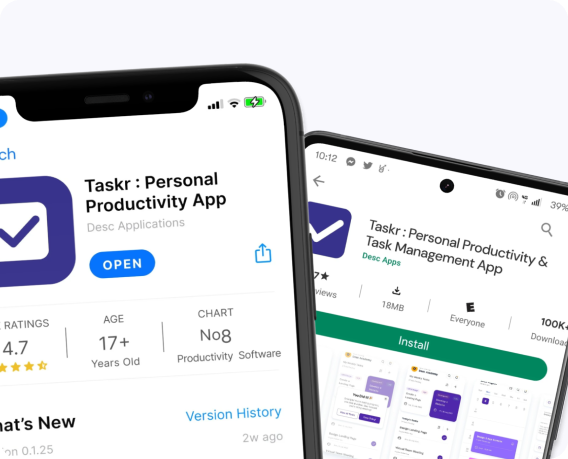 ch
Taskr : Personal
Productivity App
Desc Applications
OPEN
RATINGS
4.7
AGE
17+
Years Old
CHART
No8
Productivity Software
at's New
Version History
on 0.1.25
2w ago
10:12
39%
Taskr : Personal Productivity &
Task Management App
Desc Apps
7★
views
18MB
E
Everyone
100K+
Download
Install